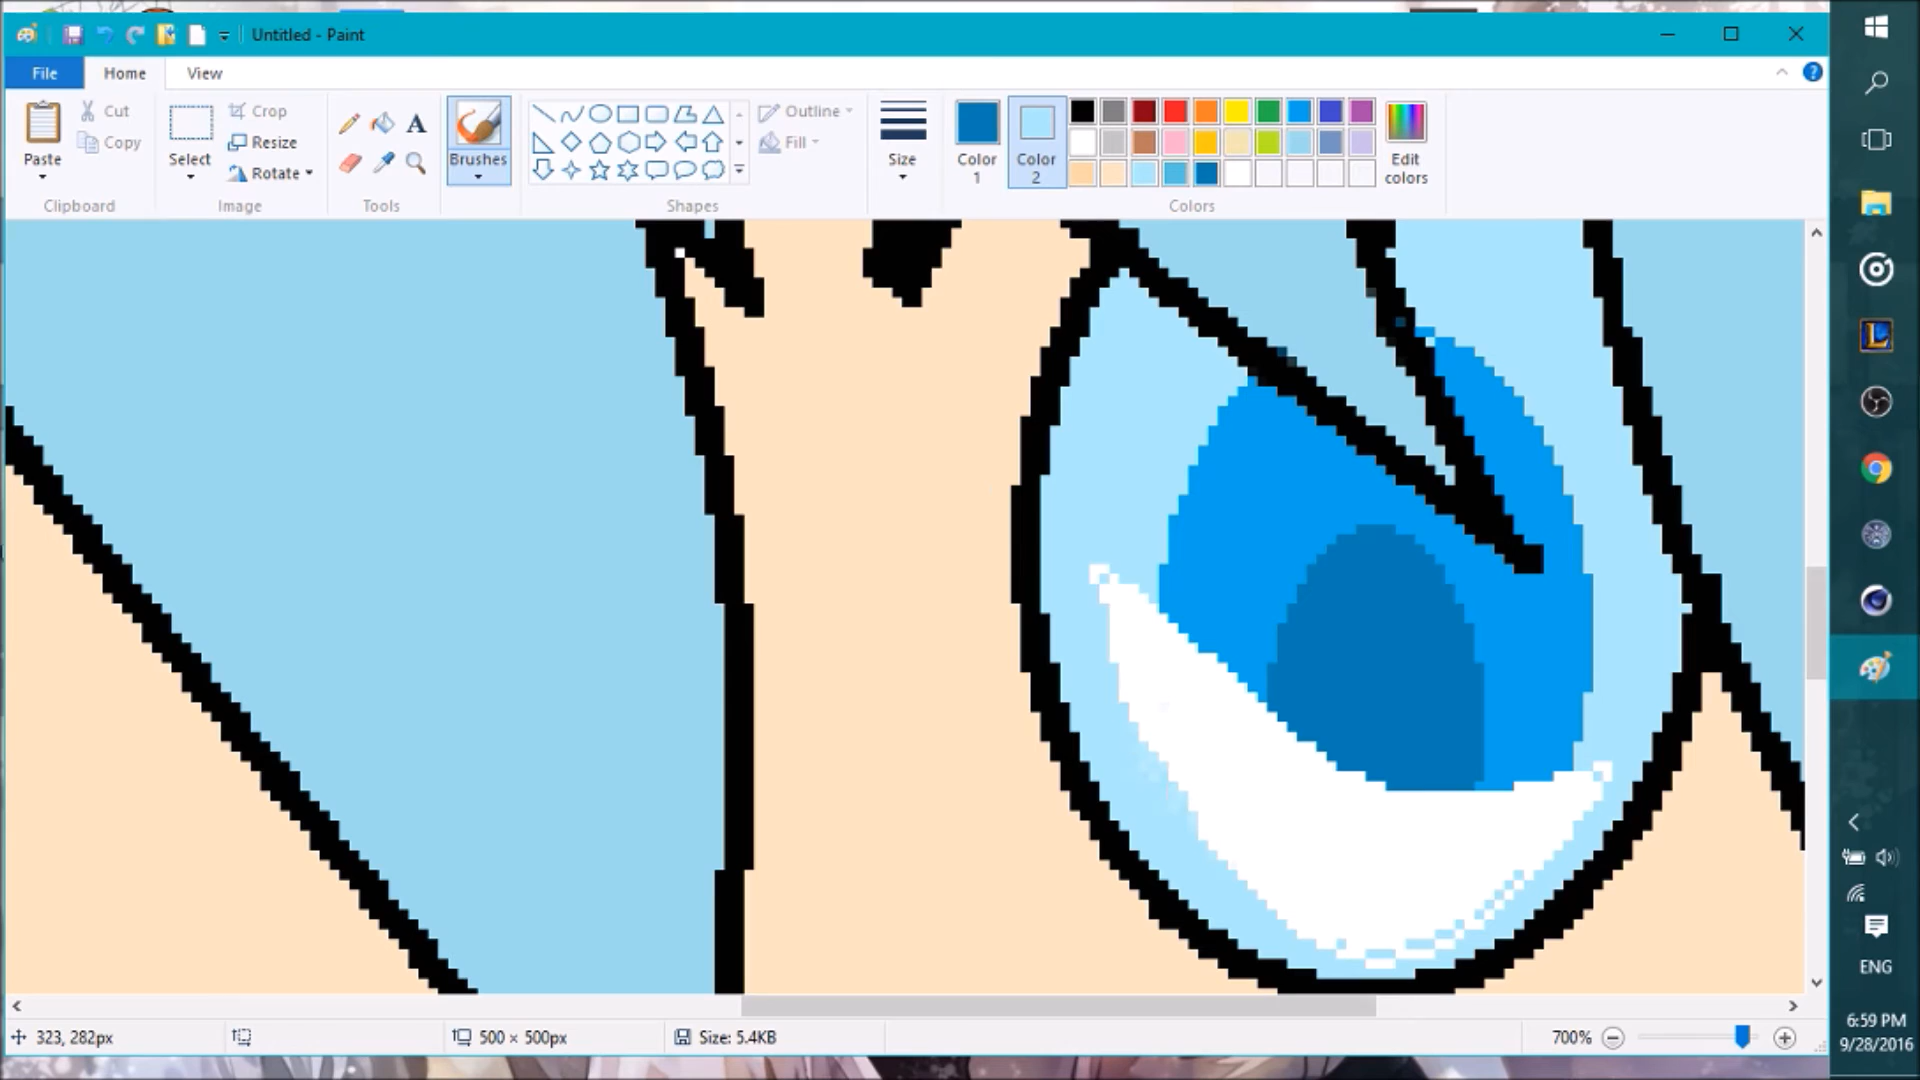 Untitled - Paint
File Home View
Paste Cut Copy
Clipboard
Select Crop Resize Rotate
Image
A
Tools
Brushes
Shapes
Outline
Fill
Size
Color 1
Color 2
Edit colors
Colors
323, 282px
500 × 500px
Size: 5.4KB
700%
ENG
6:59 PM
9/28/2016